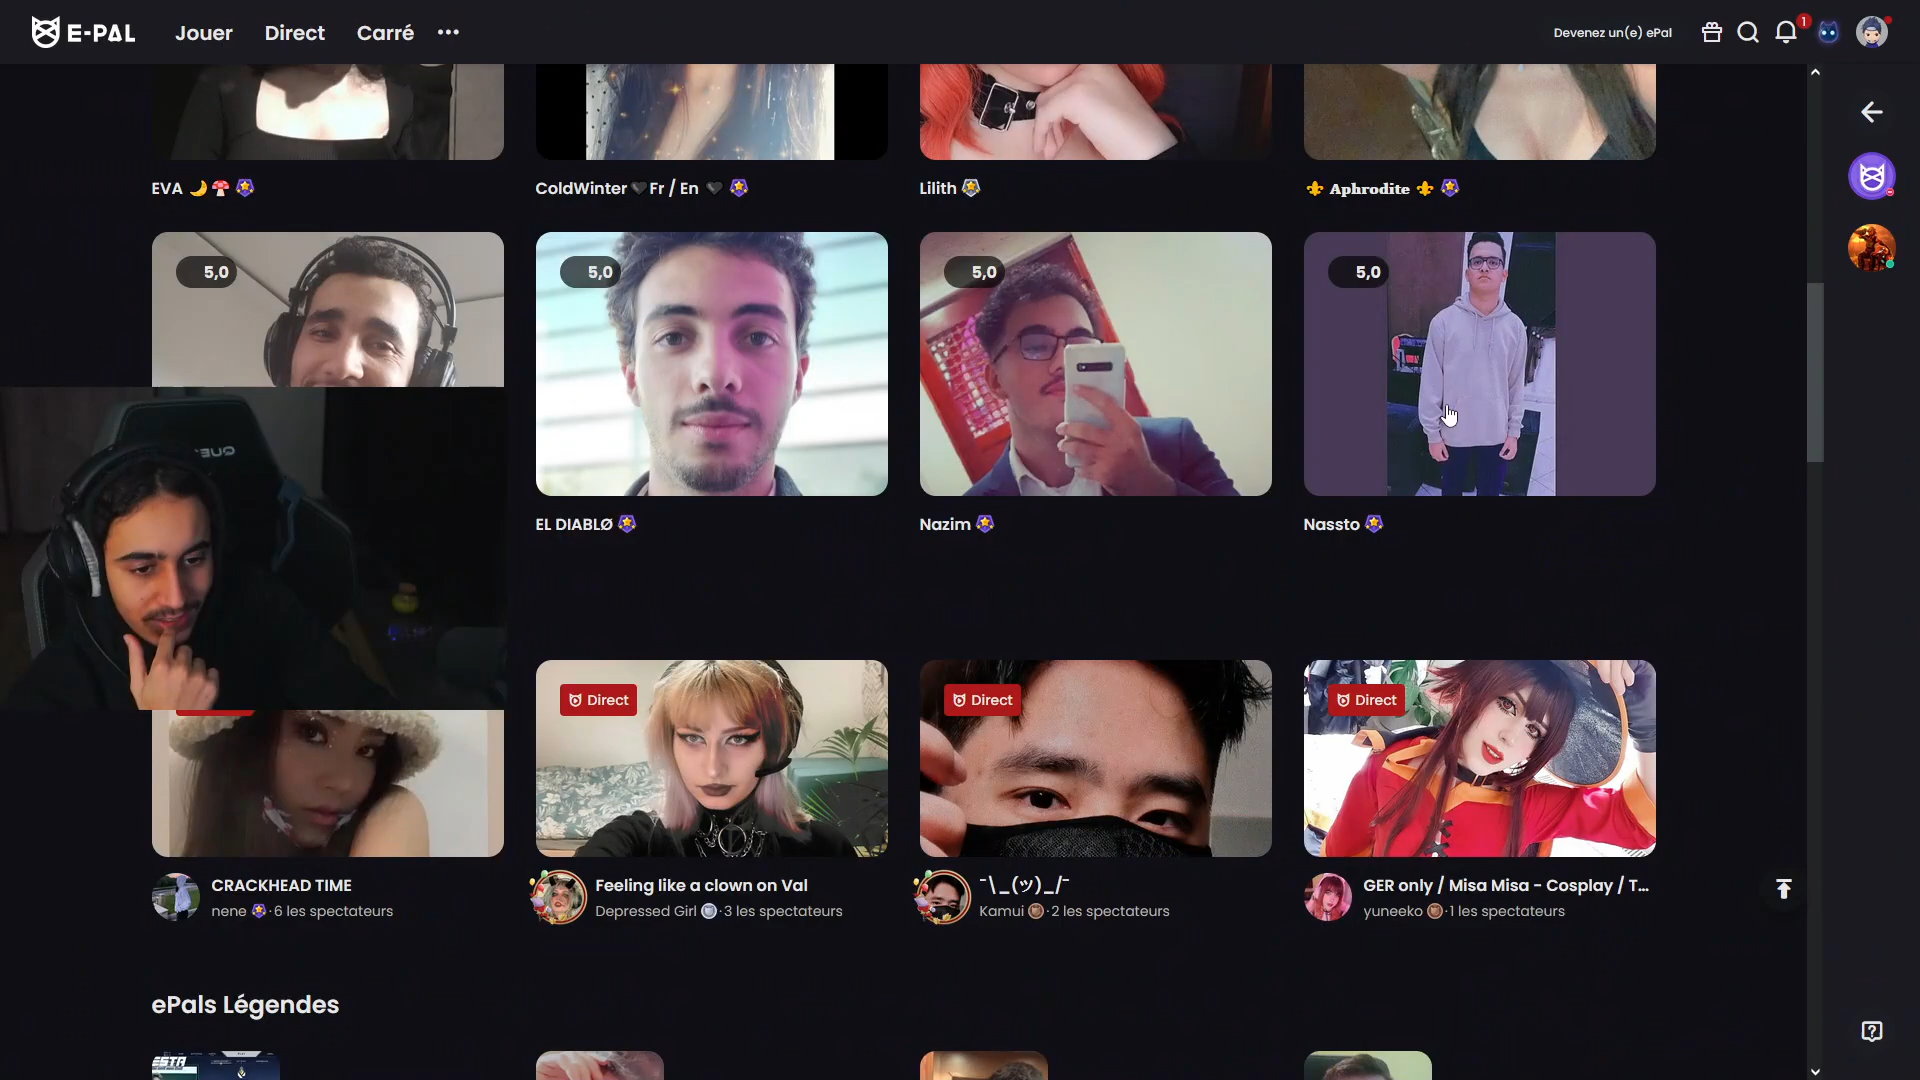 E-PAL
Jouer
Direct
Carré
Devenez un(e) ePal
1
EVA
ColdWinter Fr / En
Lilith
Aphrodite
5,0
5,0
5,0
5,0
EL DIABLØ
Nazim
Nassto
Direct
Direct
Direct
CRACKHEAD TIME
nene · 6 les spectateurs
Feeling like a clown on Val
Depressed Girl · 3 les spectateurs
¯\_(ツ)_/¯
Kamui · 2 les spectateurs
GER only / Misa Misa - Cosplay / T...
yuneeko · 1 les spectateurs
ePals Légendes